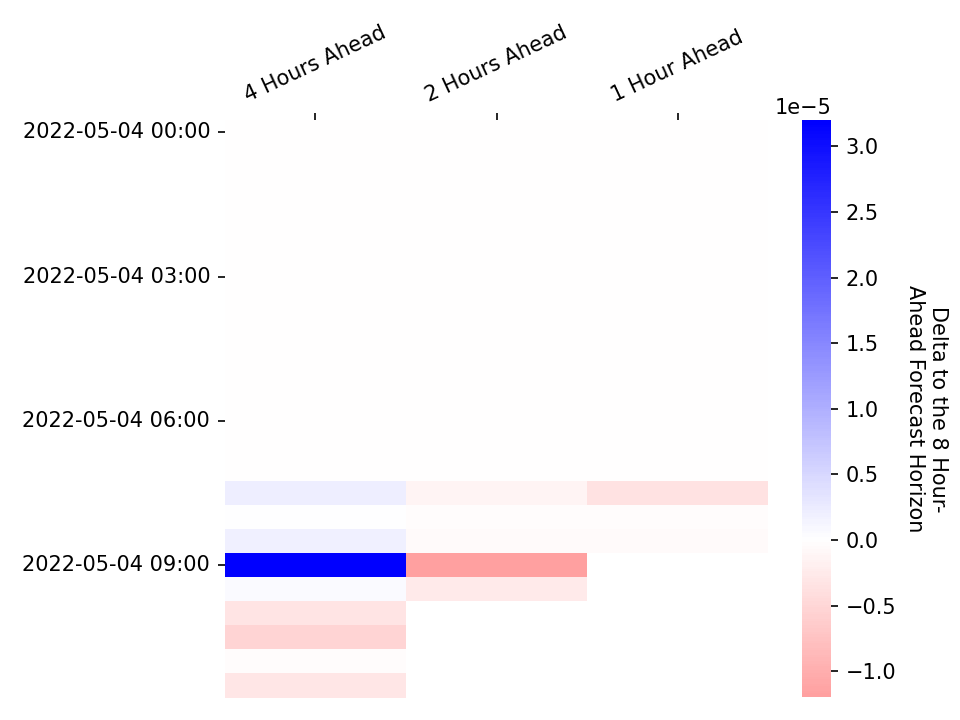 4 Hours Ahead
2 Hours Ahead
1 Hour Ahead
1e−5
2022-05-04 00:00
2022-05-04 03:00
2022-05-04 06:00
2022-05-04 09:00
3.0
2.5
2.0
1.5
1.0
0.5
0.0
−0.5
−1.0
Delta to the 8 Hour-
Ahead Forecast Horizon